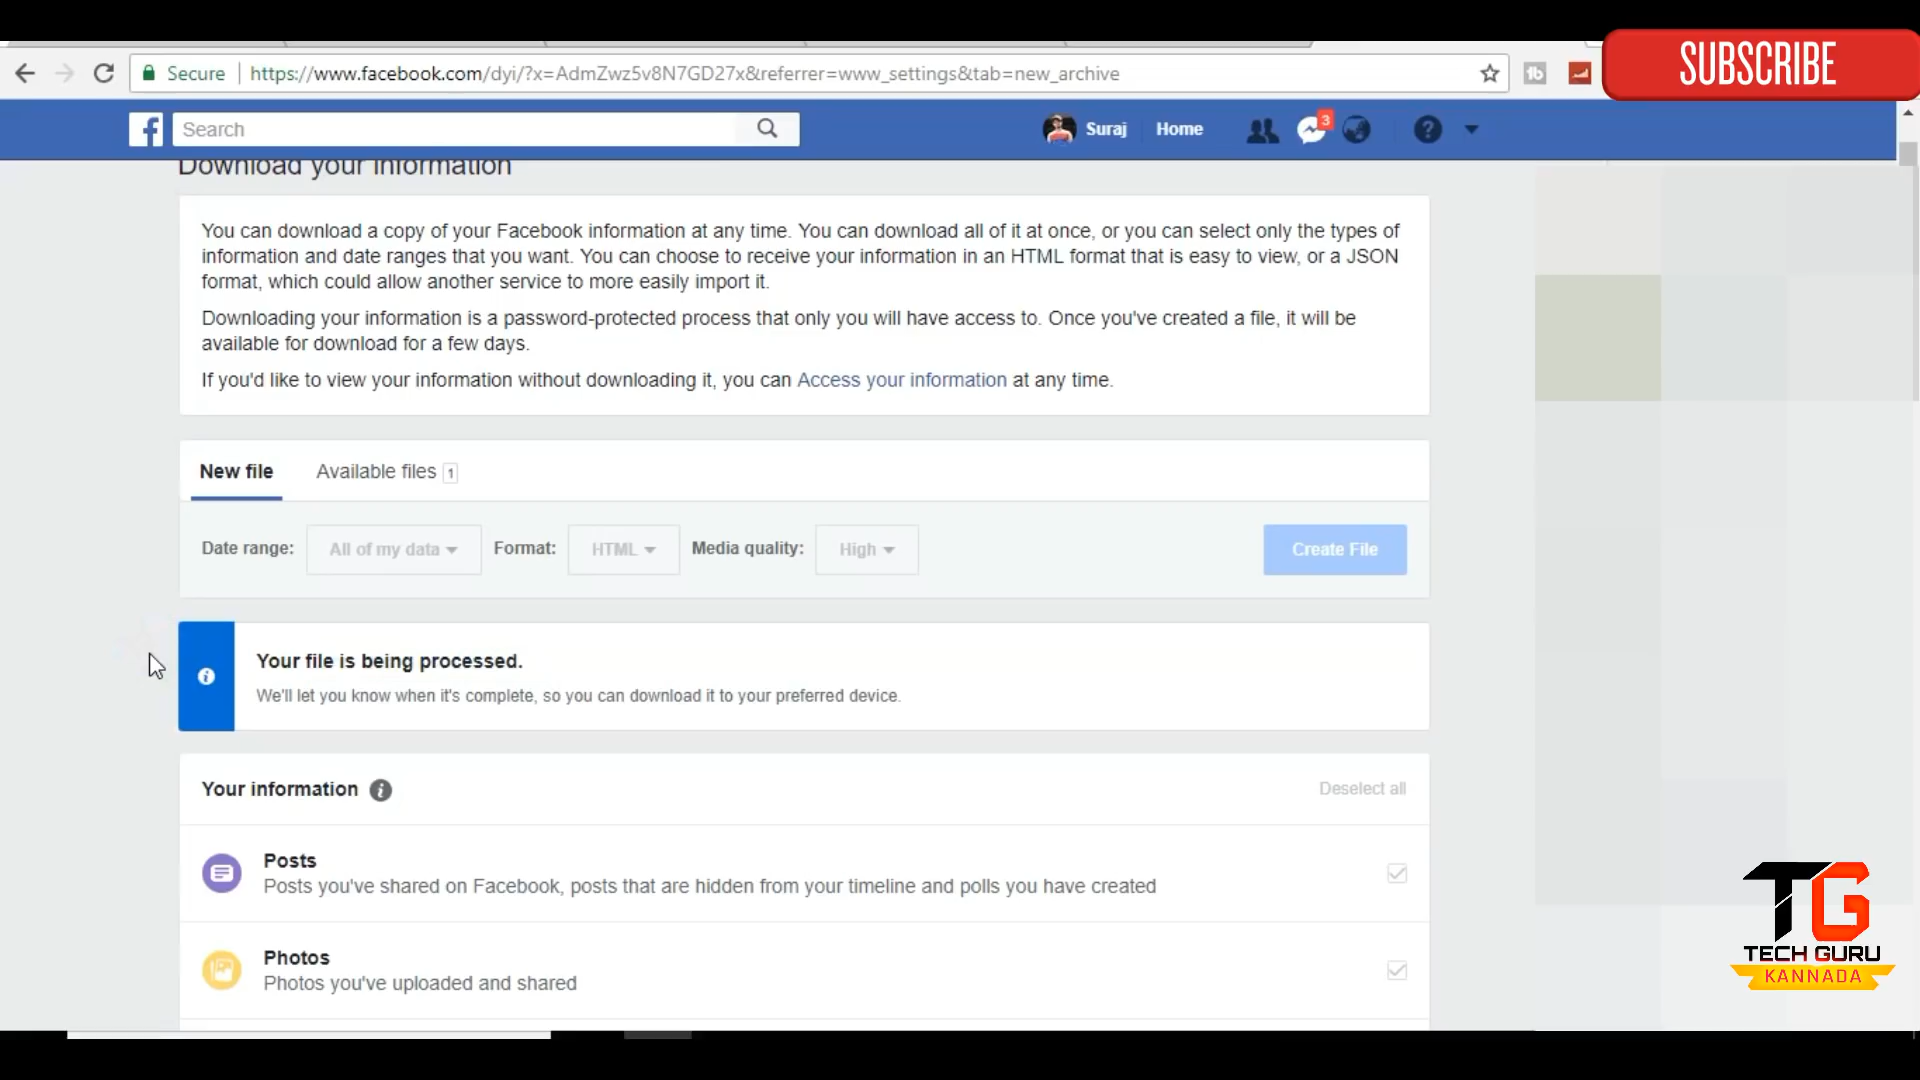 Secure
https://www.facebook.com/dyi/?x=AdmZwz5v8N7GD27x&referrer=www_settings&tab=new_archive
SUBSCRIBE
Search
Suraj
Home
3
Download your information
You can download a copy of your Facebook information at any time. You can download all of it at once, or you can select only the types of
information and date ranges that you want. You can choose to receive your information in an HTML format that is easy to view, or a JSON
format, which could allow another service to more easily import it.
Downloading your information is a password-protected process that only you will have access to. Once you've created a file, it will be
available for download for a few days.
If you'd like to view your information without downloading it, you can Access your information at any time.
New file
Available files 1
Date range: All of my data Format: HTML Media quality: High
Create File
Your file is being processed.
We'll let you know when it's complete, so you can download it to your preferred device.
Your information
Deselect all
Posts
Posts you've shared on Facebook, posts that are hidden from your timeline and polls you have created
Photos
Photos you've uploaded and shared
TG
TECH GURU
KANNADA